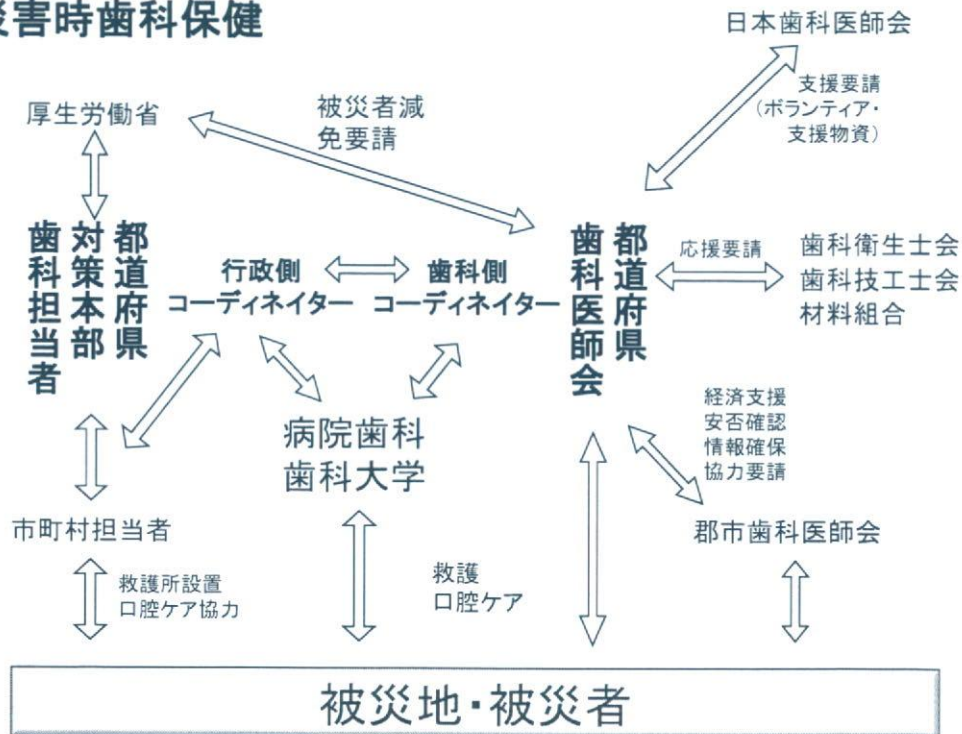 災害時歯科保健
日本歯科医師会
支援要請
(ボランティア・
支援物資)
厚生労働省
被災者減
免要請
都道府県
対策本部
歯科担当者
行政側
コーディネイター
歯科側
コーディネイター
都道府県
歯科医師会
応援要請
歯科衛生士会
歯科技工士会
材料組合
病院歯科
歯科大学
経済支援
安否確認
情報確保
協力要請
市町村担当者
郡市歯科医師会
救護所設置
口腔ケア協力
救護
口腔ケア
被災地・被災者